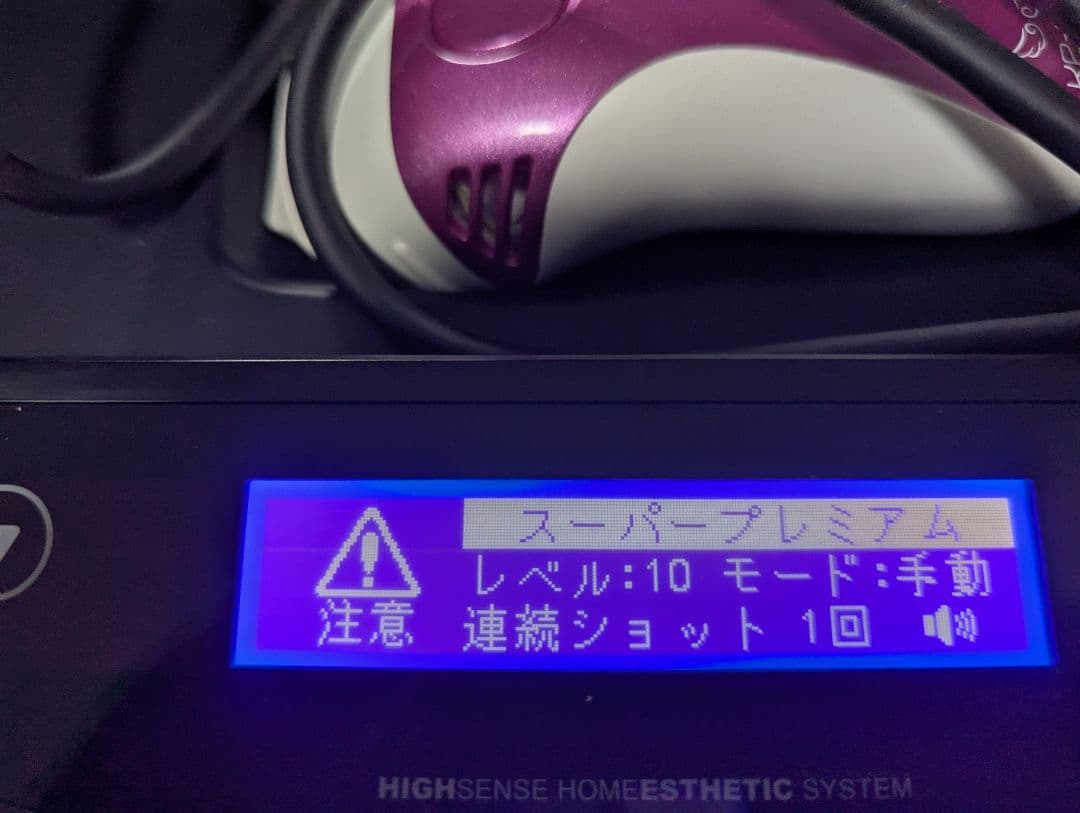 スーパープレミアム
レベル:10 モード:手動
注意
連続ショット 1回
HIGHSENSE HOMEESTHETIC SYSTEM